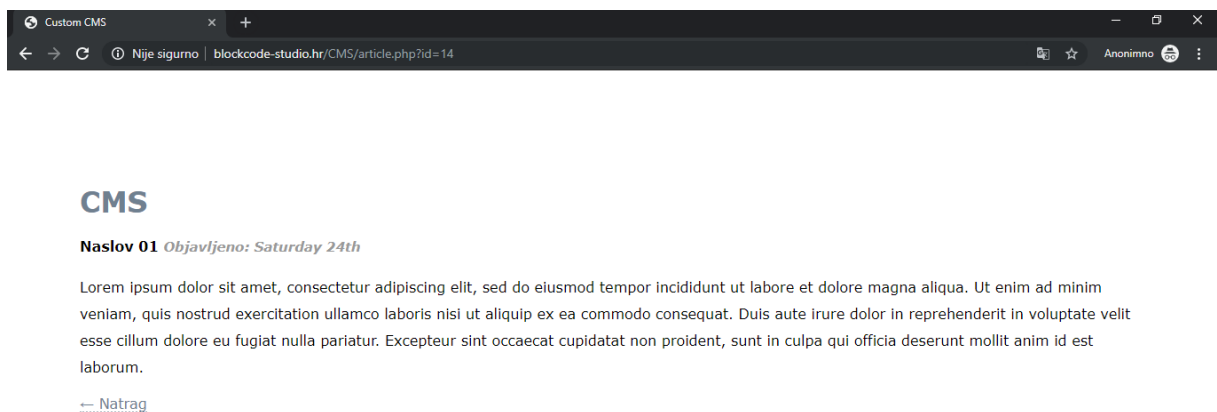 Custom CMS
Nije sigurno | blockcode-studio.hr/CMS/article.php?id=14
Anonimno
CMS
Naslov 01 Objavljeno: Saturday 24th
Lorem ipsum dolor sit amet, consectetur adipiscing elit, sed do eiusmod tempor incididunt ut labore et dolore magna aliqua. Ut enim ad minim
veniam, quis nostrud exercitation ullamco laboris nisi ut aliquip ex ea commodo consequat. Duis aute irure dolor in reprehenderit in voluptate velit
esse cillum dolore eu fugiat nulla pariatur. Excepteur sint occaecat cupidatat non proident, sunt in culpa qui officia deserunt mollit anim id est
laborum.
← Natrag